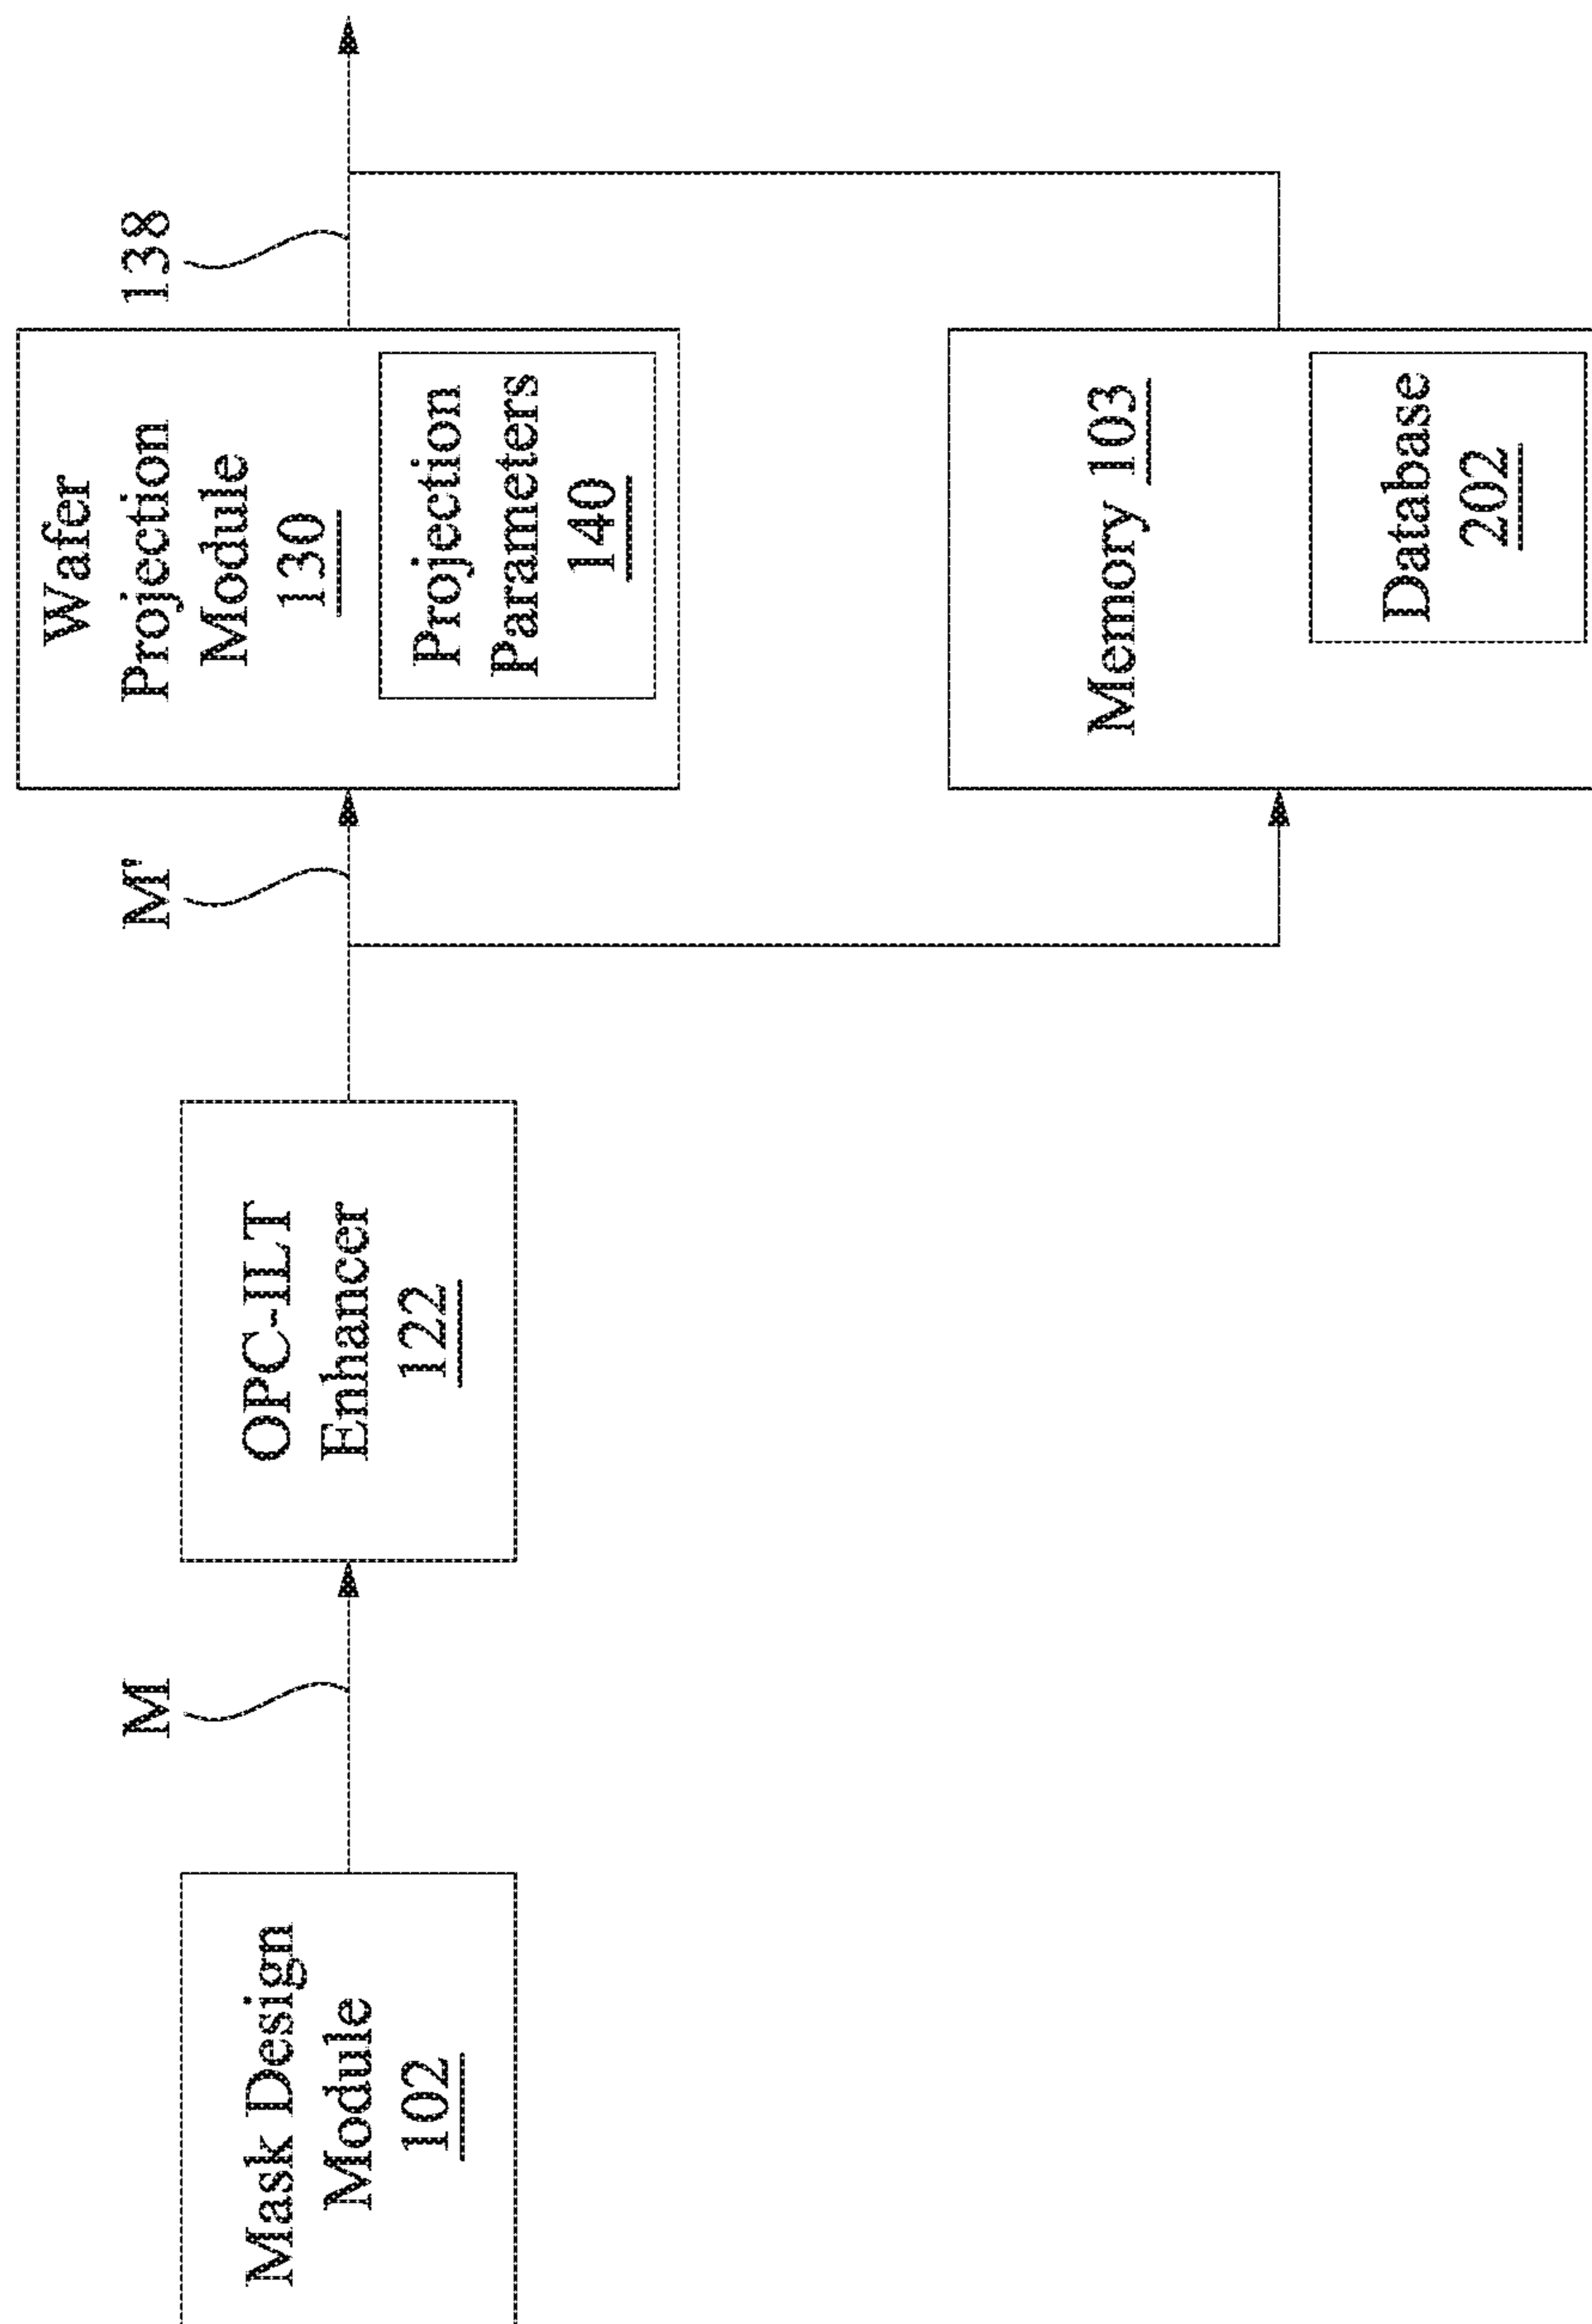 Mask Design
Module
102
M
OPC-ILT
Enhancer
122
M'
Wafer
Projection
Module
130
Projection
Parameters
140
138
Memory 103
Database
202